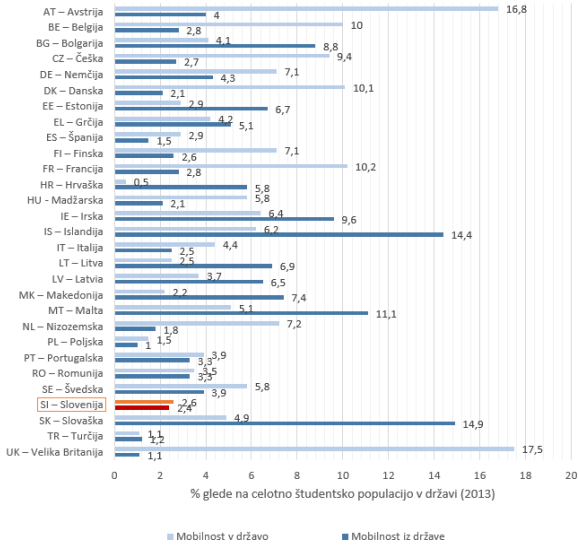 AT – Avstrija 16,8
4
BE – Belgija 10
2,8
BG – Bolgarija 4,1
8,8
CZ – Češka 9,4
2,7
DE – Nemčija 7,1
4,3
DK – Danska 10,1
2,1
EE – Estonija 2,9
6,7
EL – Grčija 4,2
5,1
ES – Španija 2,9
1,5
FI – Finska 7,1
2,6
FR – Francija 10,2
2,8
HR – Hrvaška 0,5
5,8
HU - Madžarska 5,8
2,1
IE – Irska 6,4
9,6
IS – Islandija 6,2
14,4
IT – Italija 4,4
2,5
LT – Litva 2,5
6,9
LV – Latvia 3,7
6,5
MK – Makedonija 2,2
7,4
MT – Malta 5,1
11,1
NL – Nizozemska 7,2
1,8
PL – Poljska 1,5
1
PT – Portugalska 3,9
3,3
RO – Romunija 3,5
3,3
SE – Švedska 5,8
3,9
SI – Slovenija 2,6
2,4
SK – Slovaška 4,9
14,9
TR – Turčija 1,1
1,2
UK – Velika Britanija 17,5
1,1
0 2 4 6 8 10 12 14 16 18 20
% glede na celotno študentsko populacijo v državi (2013)
Mobilnost v državo Mobilnost iz države